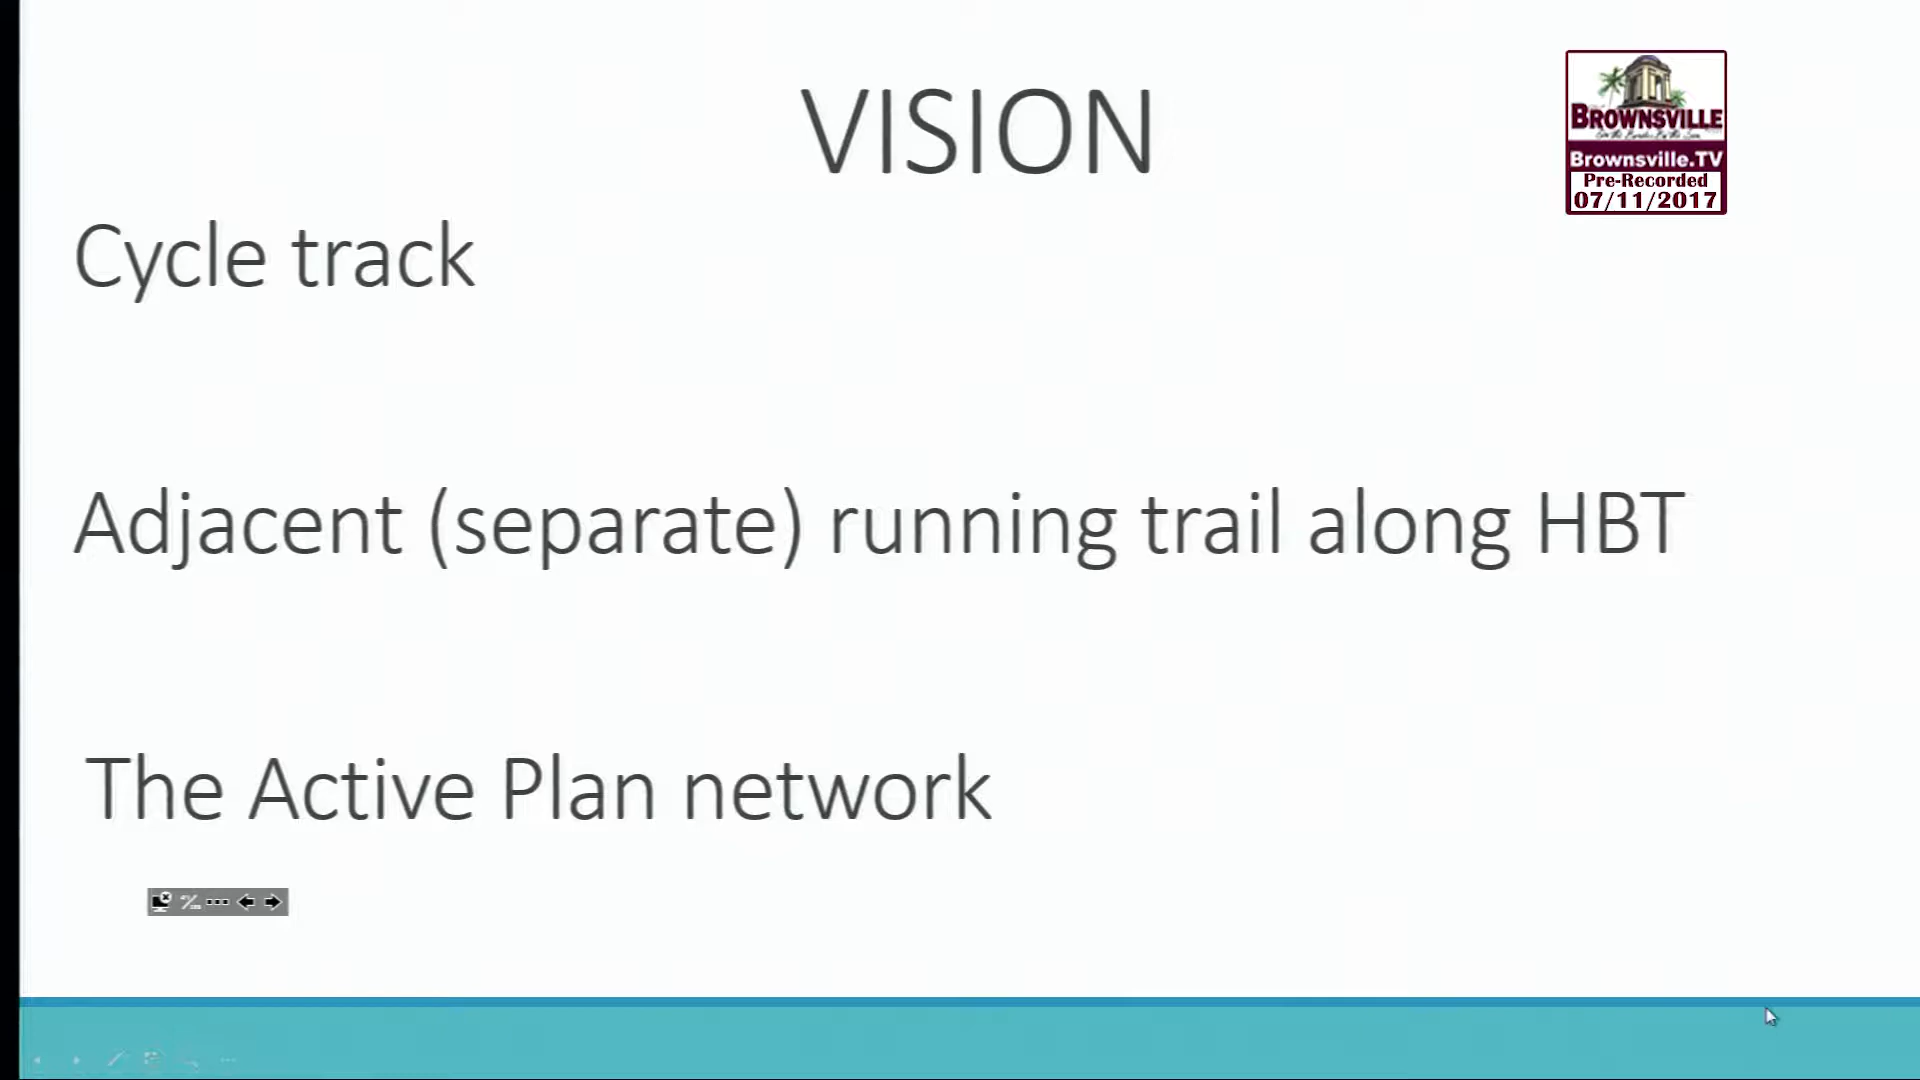 VISION
BROWNSVILLE
Brownsville.TV
Pre-Recorded
07/11/2017
Cycle track
Adjacent (separate) running trail along HBT
The Active Plan network